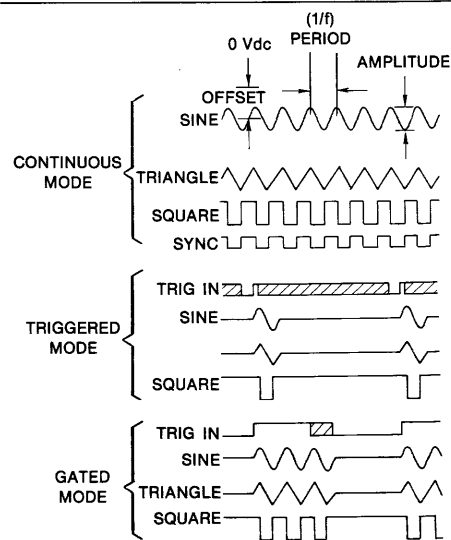 (1/f)
0 Vdc
PERIOD
AMPLITUDE
OFFSET
SINE
CONTINUOUS
MODE
TRIANGLE
SQUARE
SYNC
TRIG IN
SINE
TRIGGERED
MODE
SQUARE
TRIG IN
SINE
GATED
MODE
TRIANGLE
SQUARE